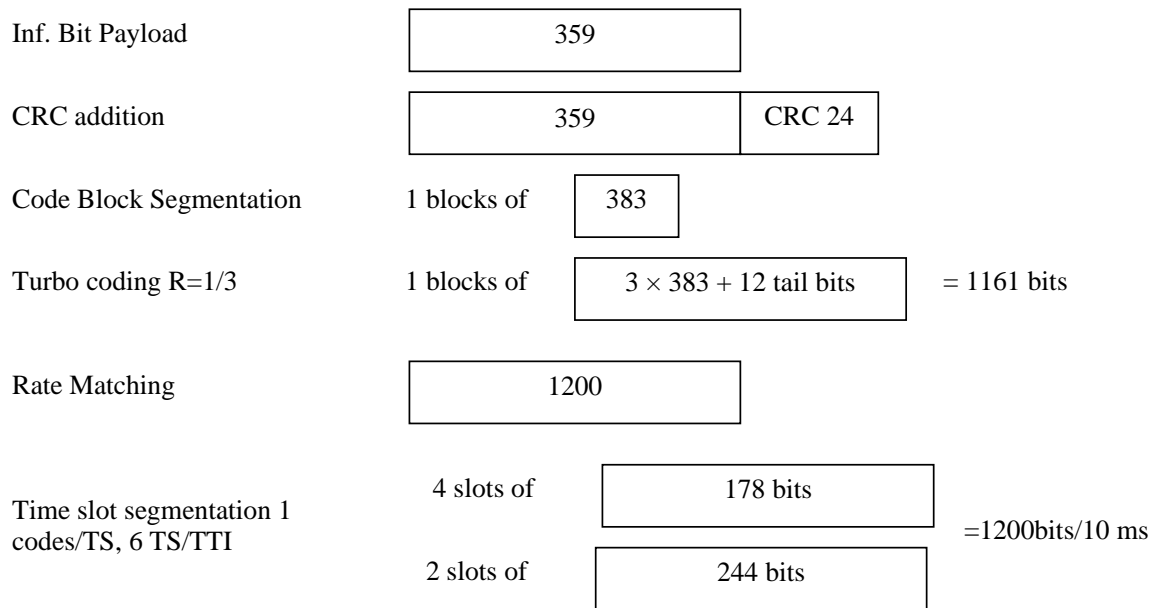 Inf. Bit Payload
359
CRC addition
359
CRC 24
Code Block Segmentation
1 blocks of
383
Turbo coding R=1/3
1 blocks of
3 × 383 + 12 tail bits
= 1161 bits
Rate Matching
1200
4 slots of
178 bits
Time slot segmentation 1
codes/TS, 6 TS/TTI
=1200bits/10 ms
2 slots of
244 bits